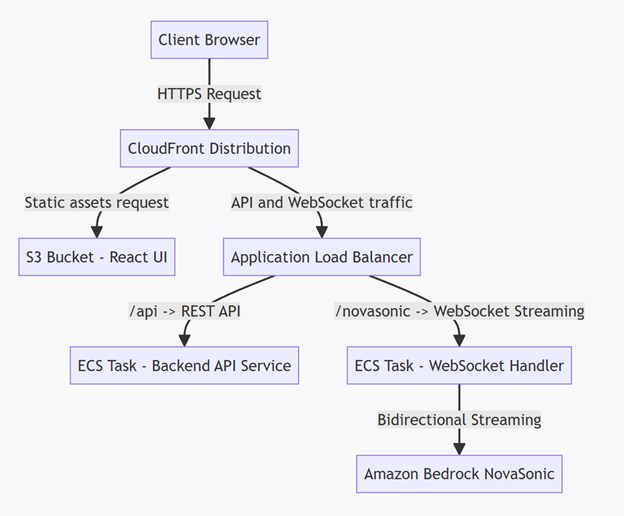 Client Browser
HTTPS Request
CloudFront Distribution
Static assets request
API and WebSocket traffic
S3 Bucket - React UI
Application Load Balancer
/api -> REST API
/novasonic -> WebSocket Streaming
ECS Task - Backend API Service
ECS Task - WebSocket Handler
Bidirectional Streaming
Amazon Bedrock NovaSonic